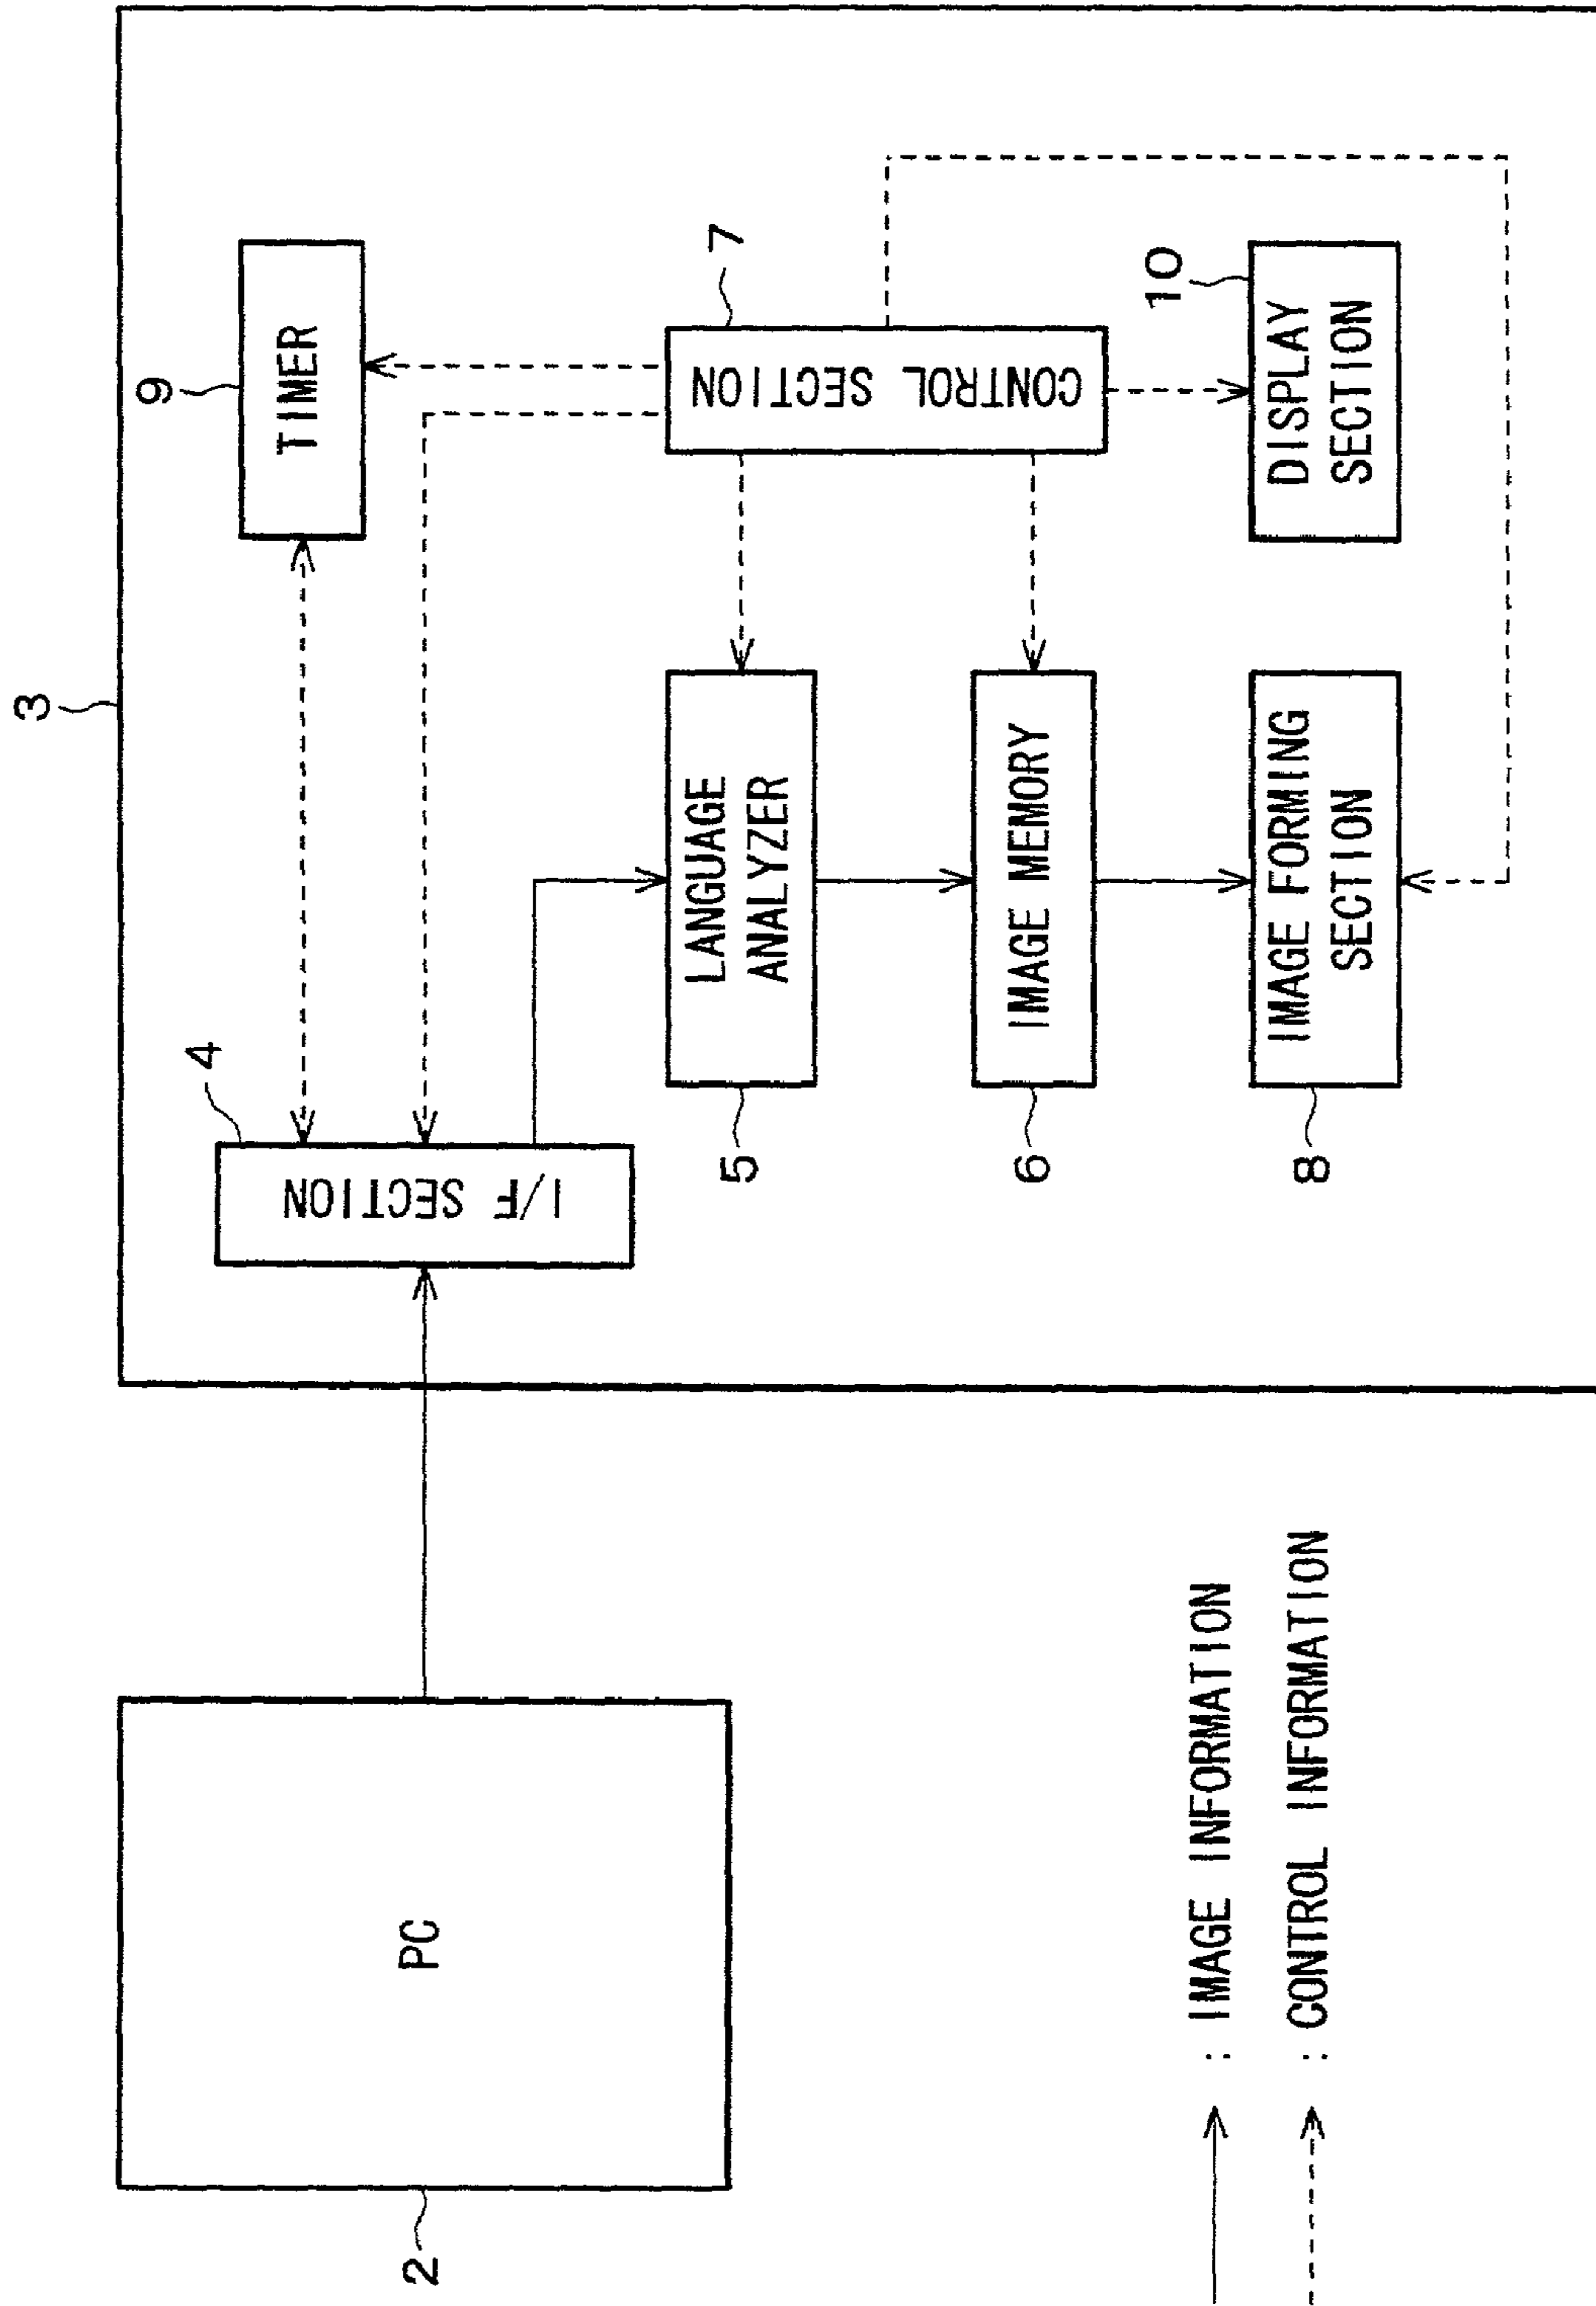 3
2
PC
4
I/F SECTION
9
TIMER
5
LANGUAGE
ANALYZER
7
CONTROL SECTION
6
IMAGE MEMORY
8
IMAGE FORMING
SECTION
10
DISPLAY
SECTION
: IMAGE INFORMATION
: CONTROL INFORMATION